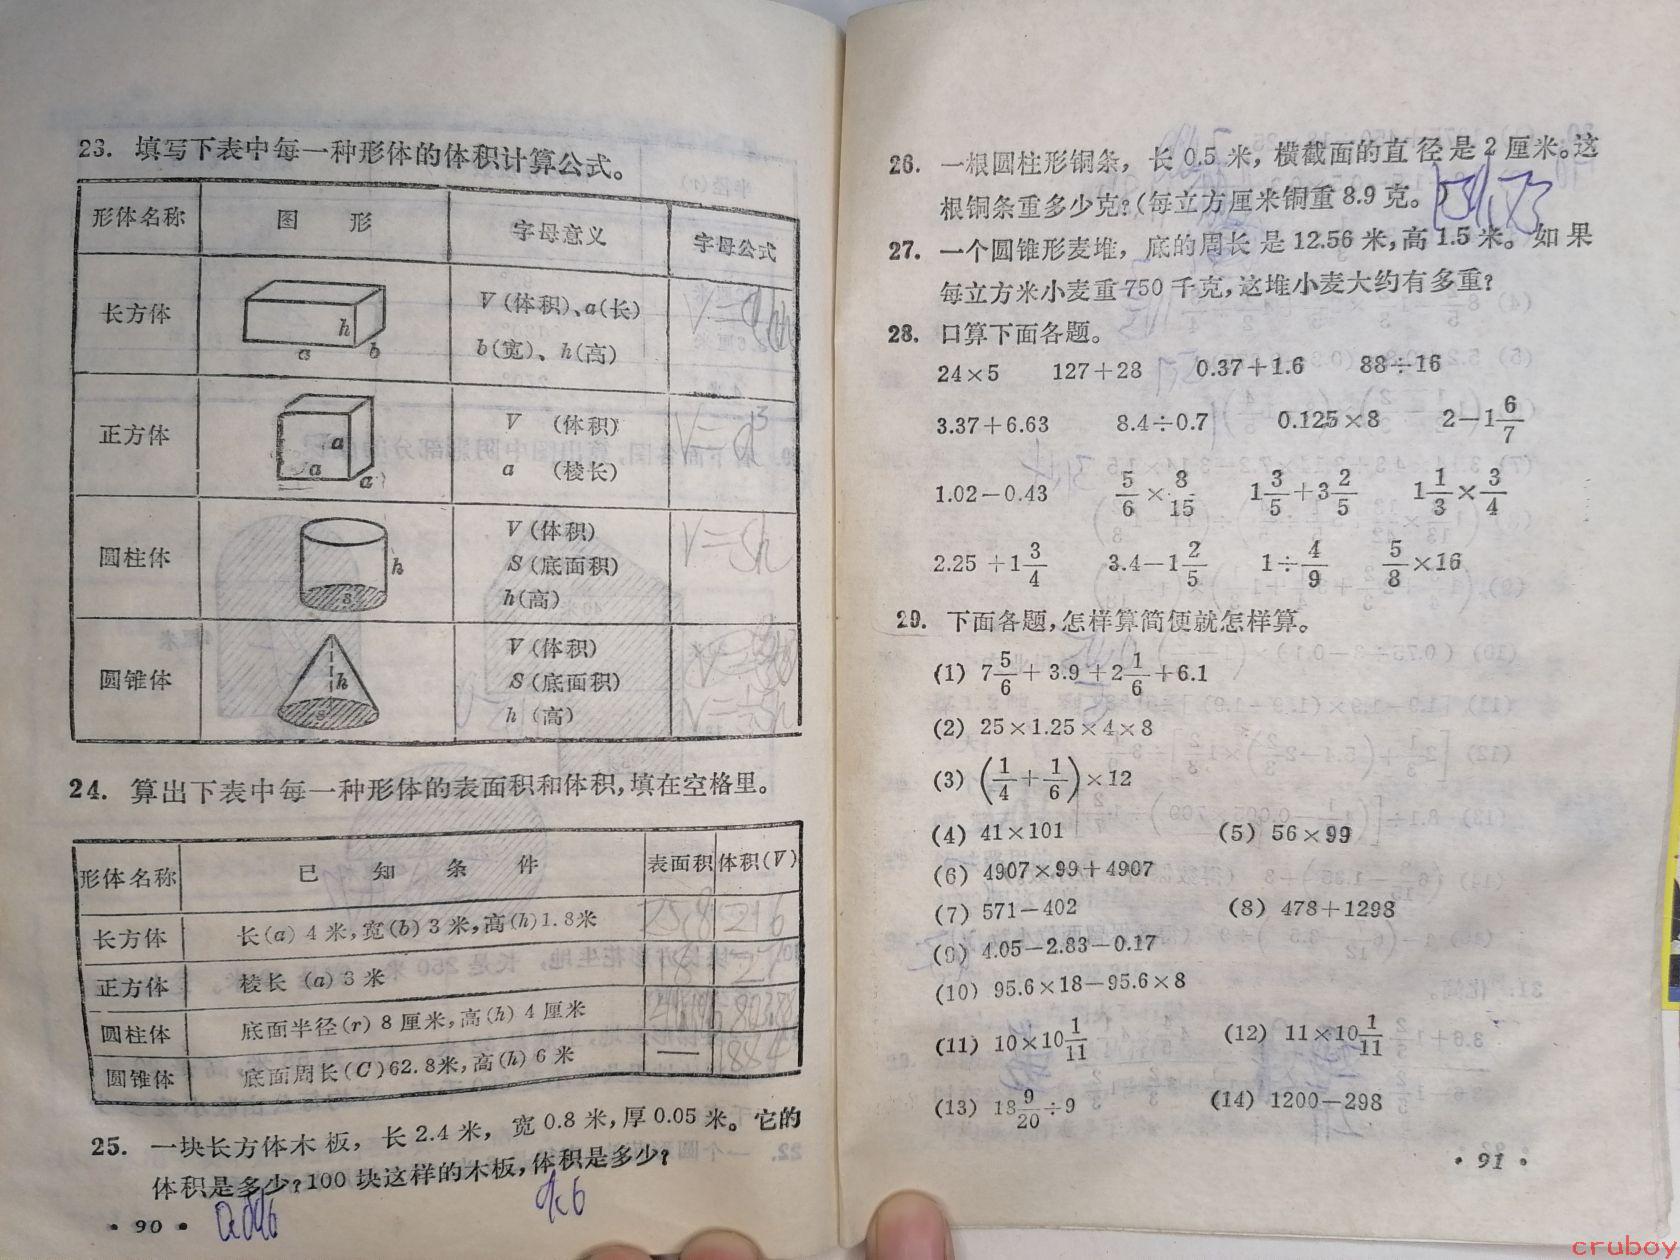 23. 填写下表中每一种形体的体积计算公式。
形体名称 图 形 字母意义 字母公式
长方体 h a b V(体积)、a(长)
b(宽)、h(高)
正方体 a a a V (体积)
a (棱长)
V=a³
圆柱体 h s V(体积)
S(底面积)
h(高)
V=Sh
圆锥体 h s V(体积)
S(底面积)
h(高)
24. 算出下表中每一种形体的表面积和体积,填在空格里。
形体名称 已 知 条 件 表面积 体积(V)
长方体 长(a)4米,宽(b)3米,高(h)1.8米
正方体 棱长(a)3米
圆柱体 底面半径(r)8厘米,高(h)4厘米
圆锥体 底面周长(C)62.8米,高(h)6米 —
25. 一块长方体木板, 长2.4米, 宽0.8米,厚0.05米。它的
体积是多少?100块这样的木板,体积是多少?
9.6
• 90 •
26. 一根圆柱形铜条, 长0.5米, 横截面的直径是2厘米。这
根铜条重多少克?(每立方厘米铜重8.9克。)
27. 一个圆锥形麦堆, 底的周长是12.56米,高1.5米。如果
每立方米小麦重750千克,这堆小麦大约有多重?
28. 口算下面各题。
24×5 127+28 0.37+1.6 88÷16
3.37+6.63 8.4÷0.7 0.125×8 2−1 6/7
1.02−0.43 5/6×8/15 1 3/5+3 2/5 1 1/3×3/4
2.25+1 3/4 3.4−1 2/5 1÷4/9 5/8×16
29. 下面各题,怎样算简便就怎样算。
(1) 7 5/6+3.9+2 1/6+6.1
(2) 25×1.25×4×8
(3) (1/4+1/6)×12
(4) 41×101 (5) 56×99
(6) 4907×99+4907
(7) 571−402 (8) 478+1298
(9) 4.05−2.83−0.17
(10) 95.6×18−95.6×8
(11) 10×10 1/11 (12) 11×10 1/11
(13) 18 9/20÷9 (14) 1200−298
• 91 •
cruboy